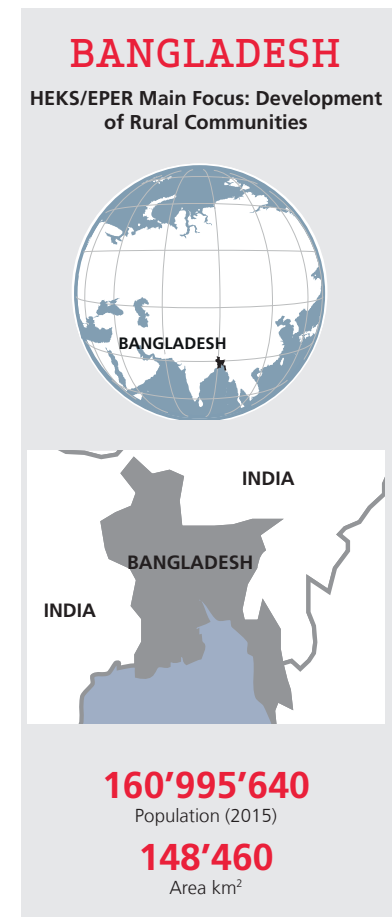 BANGLADESH
HEKS/EPER Main Focus: Development
of Rural Communities
BANGLADESH
INDIA
BANGLADESH
INDIA
160’995’640
Population (2015)
148’460
Area km²